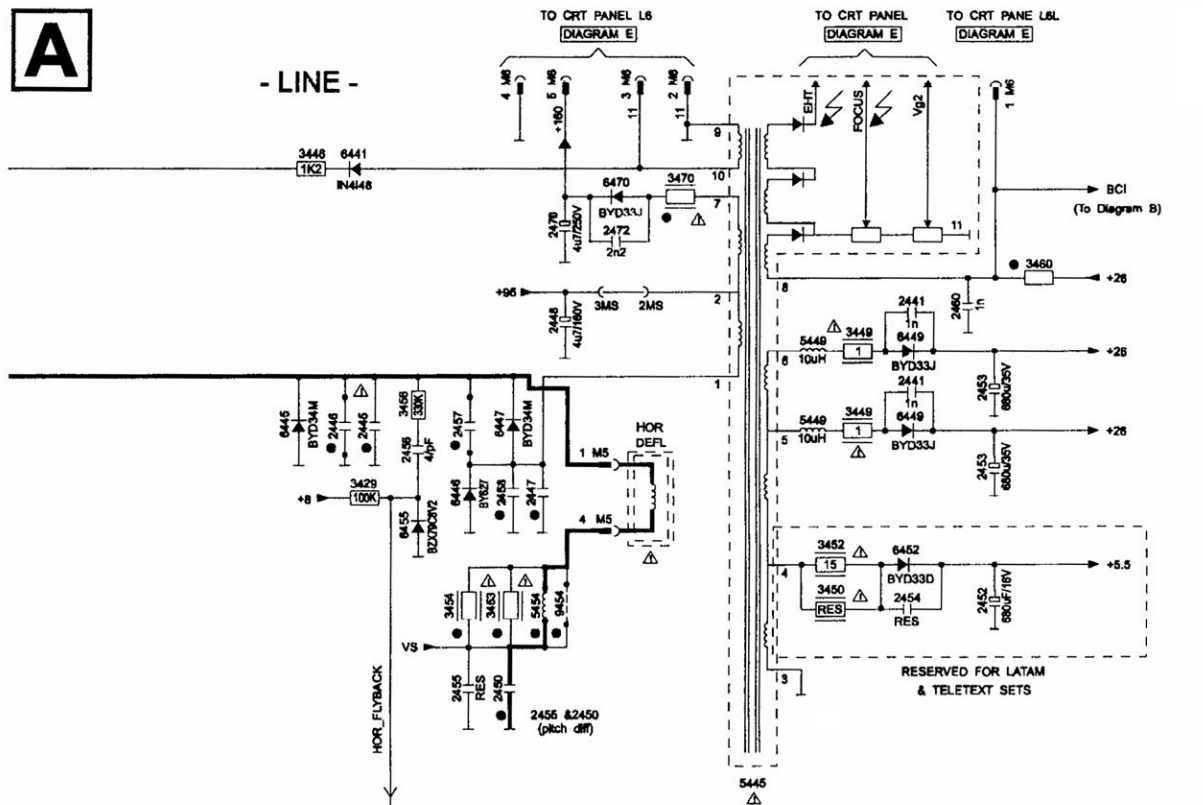 A
- LINE -
TO CRT PANEL L6
DIAGRAM E
TO CRT PANEL
DIAGRAM E
TO CRT PANE L6L
DIAGRAM E
4 M6
5 M6
3 M6
2 M6
1 M6
+160
11
11
9
EHT
FOCUS
Vg2
3448
1K2
6441
IN4148
10
6470
BYD33J
3470
7
2472
2n2
2470
4u7/250V
11
BCI
(To Diagram B)
8
3460
+26
2460
1n
+95
3MS
2MS
2
2448
4u7/160V
6
5449
10uH
3449
1
2441
1n
6449
BYD33J
+26
2453
680u/35V
1
5
5449
10uH
3449
1
2441
1n
6449
BYD33J
+26
2453
680u/35V
6445
BYD34M
2446
2445
3456
330K
2456
2457
6447
BYD34M
HOR
DEFL
1 M5
+8
3429
100K
6455
BZX79C8V2
6446
BY627
2458
2447
4 M5
4
3452
15
3450
RES
6452
BYD33D
2454
RES
+5.5
2452
680uF/16V
3454
3453
5454
9454
VS
2455
RES
2450
2455 &2450
(pitch diff)
3
RESERVED FOR LATAM
& TELETEXT SETS
HOR_FLYBACK
5445